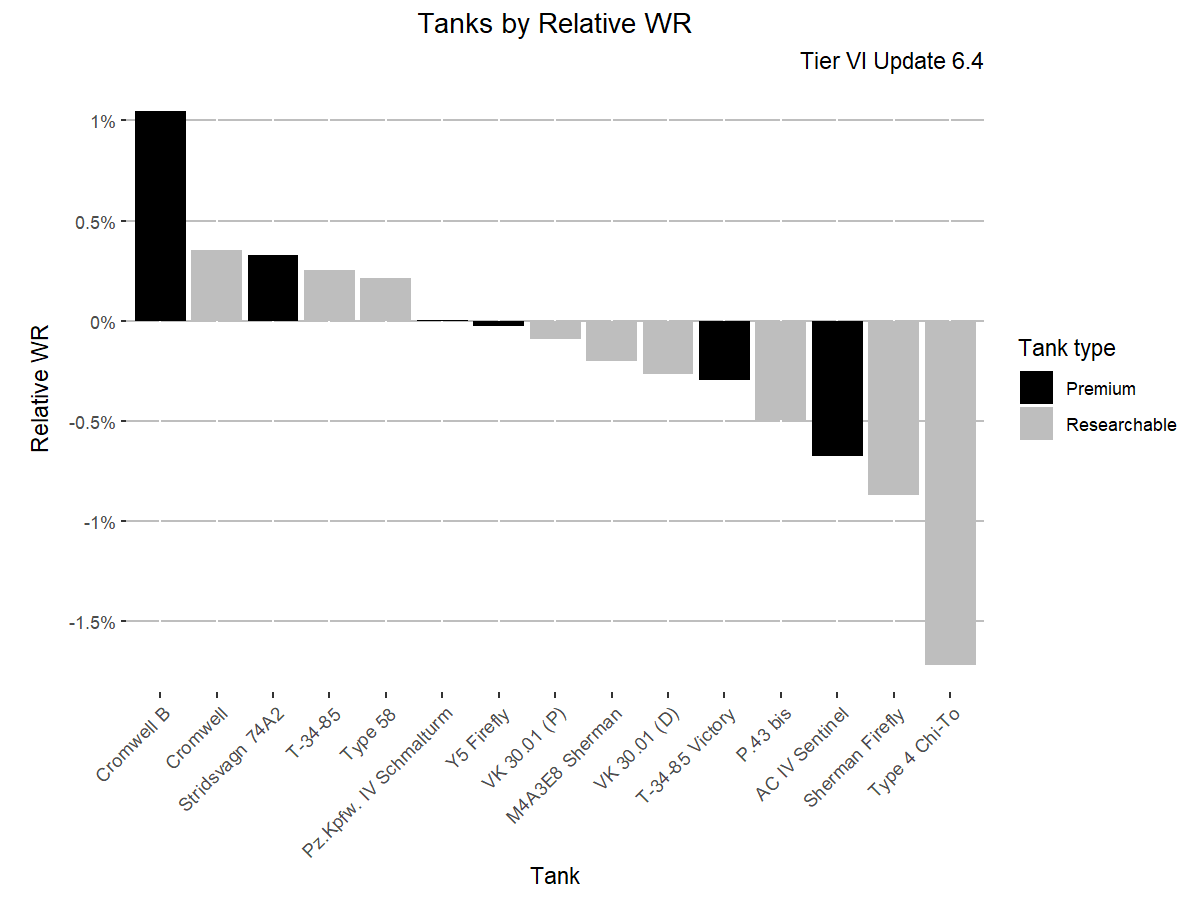 Tanks by Relative WR
Tier VI Update 6.4
1%
0.5%
0%
-0.5%
-1%
-1.5%
Relative WR
Cromwell B
Cromwell
Stridsvagn 74A2
T-34-85
Type 58
Pz.Kpfw. IV Schmalturm
Y5 Firefly
VK 30.01 (P)
M4A3E8 Sherman
VK 30.01 (D)
T-34-85 Victory
P.43 bis
AC IV Sentinel
Sherman Firefly
Type 4 Chi-To
Tank
Tank type
Premium
Researchable